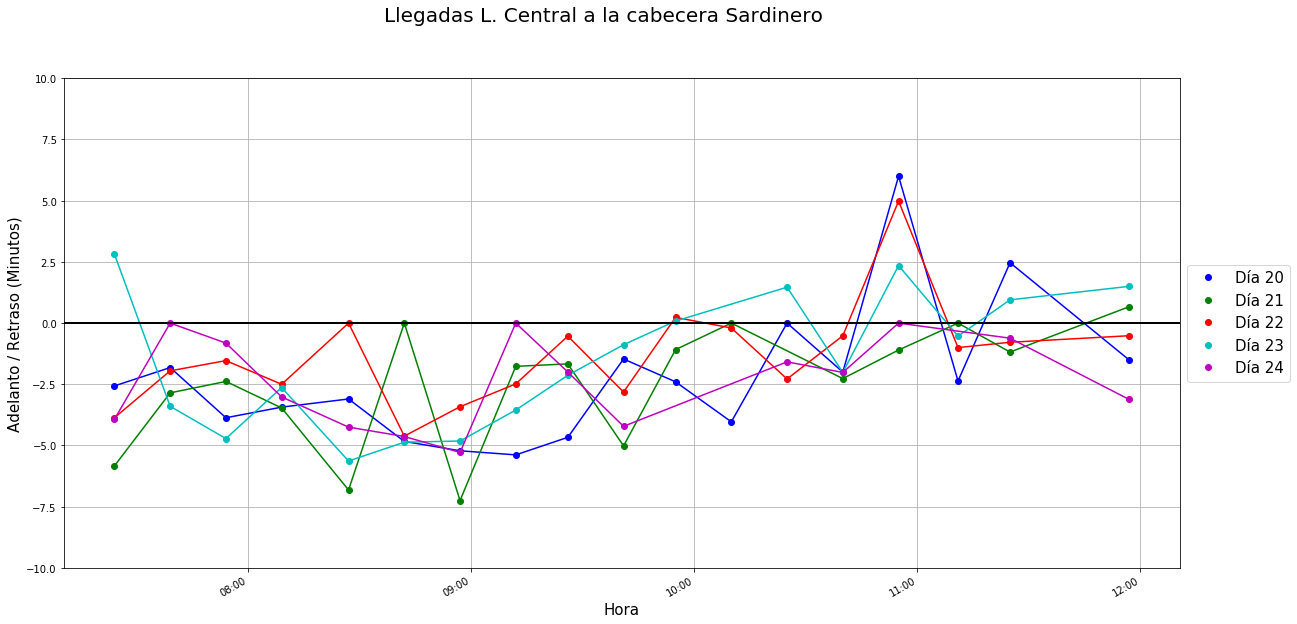 Llegadas L. Central a la cabecera Sardinero
Adelanto / Retraso (Minutos)
10.0
7.5
5.0
2.5
0.0
−2.5
−5.0
−7.5
−10.0
08:00
09:00
10:00
11:00
12:00
Hora
Día 20
Día 21
Día 22
Día 23
Día 24